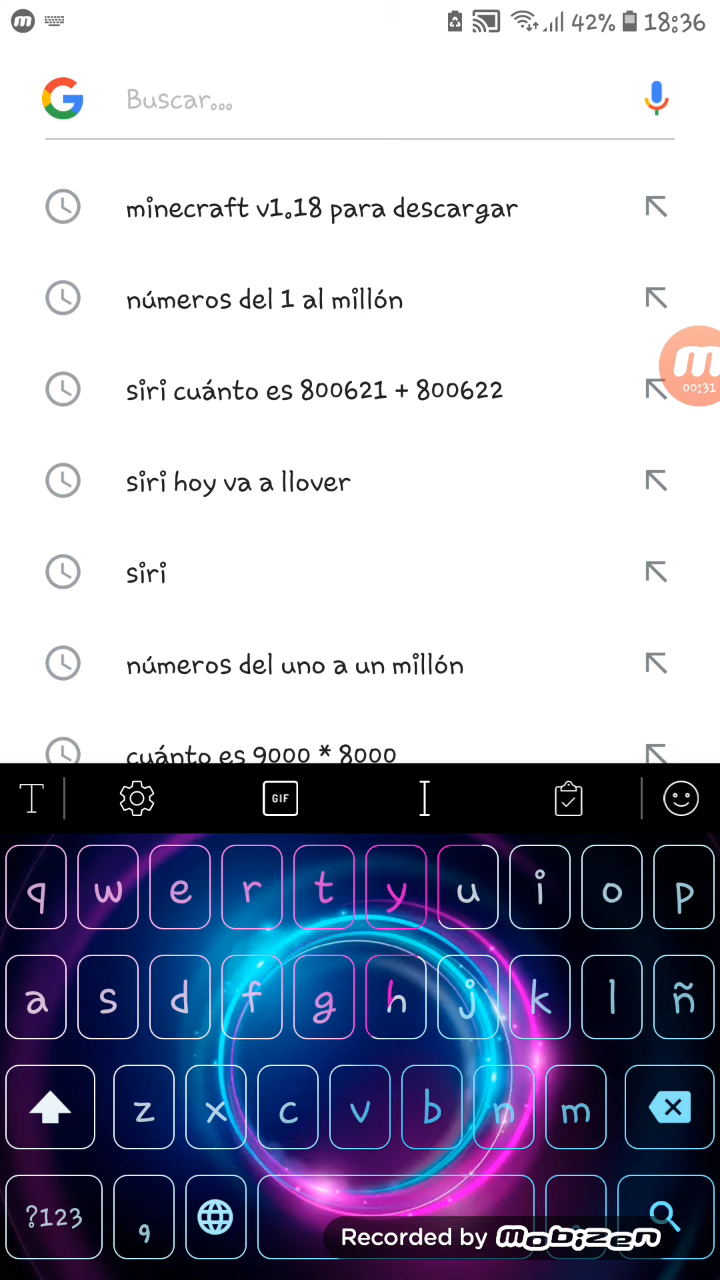 42% 18:36
Buscar...
minecraft v1.18 para descargar
números del 1 al millón
00:31
siri cuánto es 800621 + 800622
siri hoy va a llover
siri
números del uno a un millón
cuánto es 9000 * 8000
T GIF
q w e r t y u i o p
a s d f g h j k l ñ
z x c v b n m
?123 , .
Recorded by mobizen